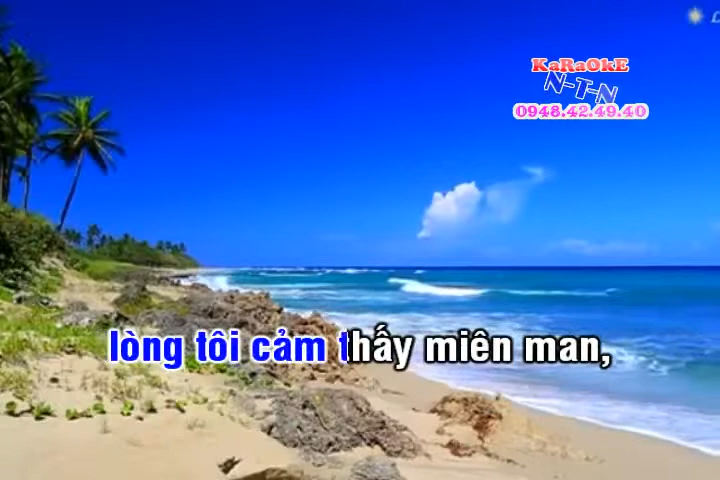 KaRaOkE
N-T-N
0948.42.49.40
lòng tôi cảm thấy miên man,